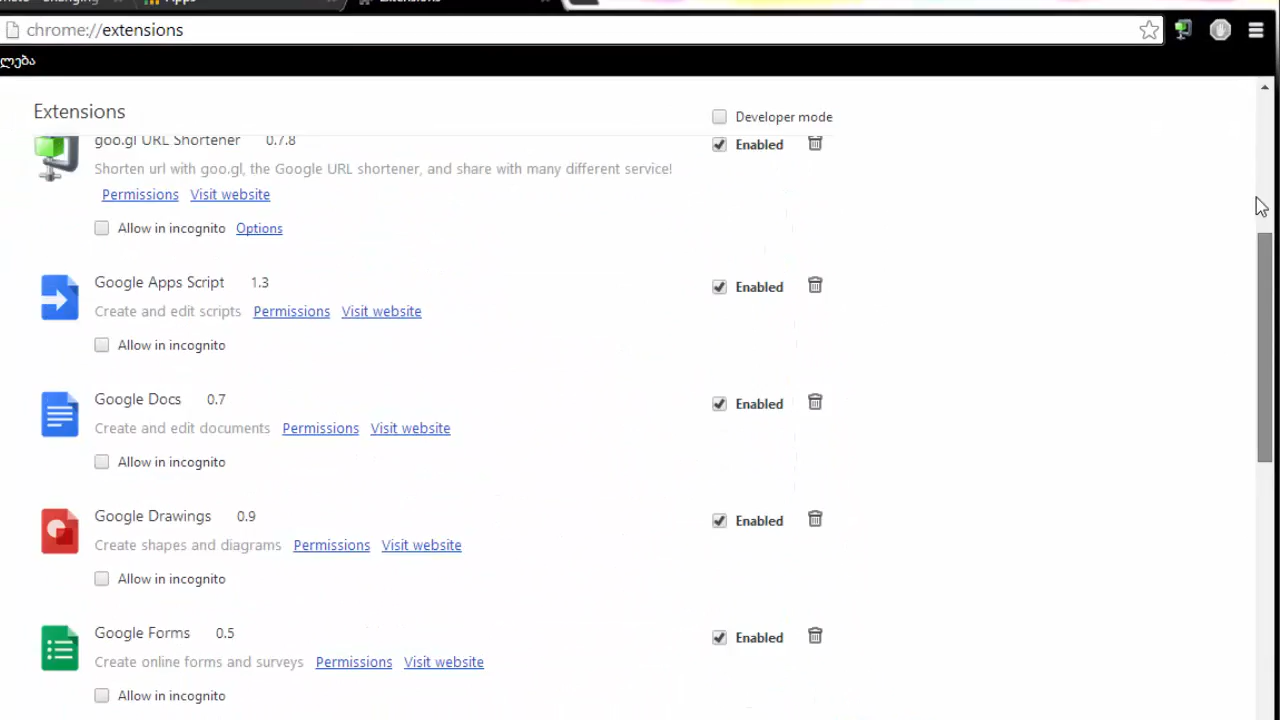 Apps
chrome://extensions
ლება
Extensions
Developer mode
goo.gl URL Shortener 0.7.8
Enabled
Shorten url with goo.gl, the Google URL shortener, and share with many different service!
Permissions Visit website
Allow in incognito Options
Google Apps Script 1.3
Enabled
Create and edit scripts Permissions Visit website
Allow in incognito
Google Docs 0.7
Enabled
Create and edit documents Permissions Visit website
Allow in incognito
Google Drawings 0.9
Enabled
Create shapes and diagrams Permissions Visit website
Allow in incognito
Google Forms 0.5
Enabled
Create online forms and surveys Permissions Visit website
Allow in incognito